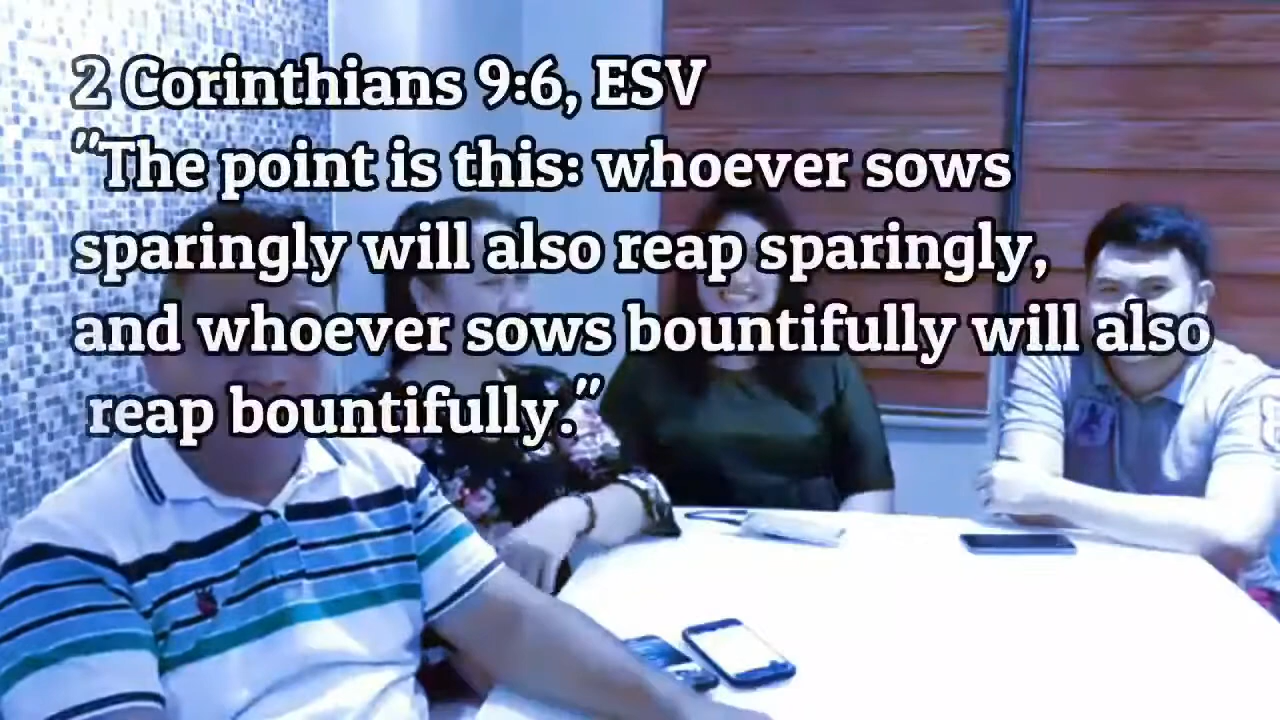 2 Corinthians 9:6, ESV
"The point is this: whoever sows
sparingly will also reap sparingly,
and whoever sows bountifully will also
reap bountifully."